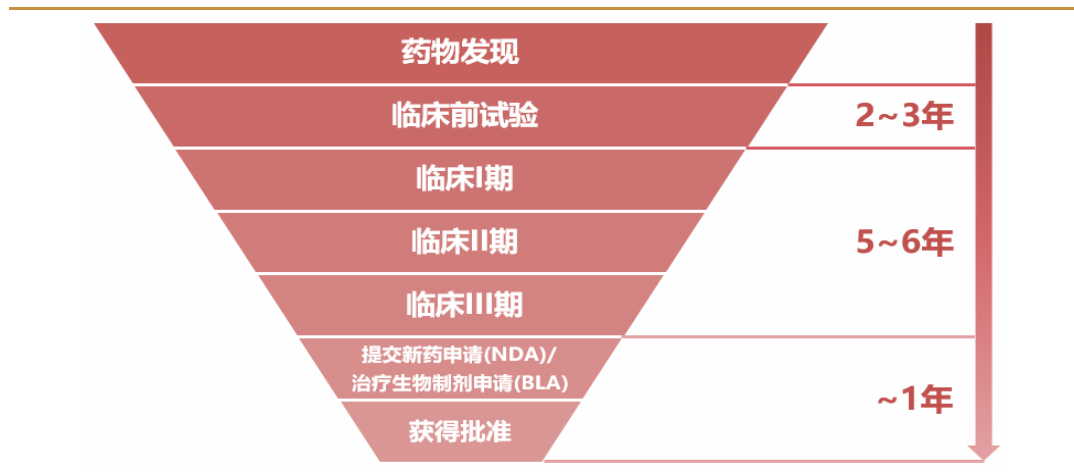 药物发现
临床前试验
2~3年
临床I期
临床II期
5~6年
临床III期
提交新药申请(NDA)/
治疗生物制剂申请(BLA)
~1年
获得批准